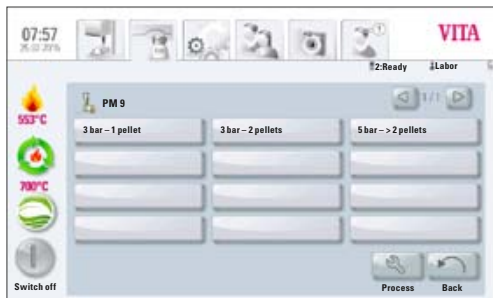 07:57
VITA
2:Ready
Labor
553°C
PM 9
1/1
3 bar – 1 pellet
3 bar – 2 pellets
5 bar – > 2 pellets
700°C
Switch off
Process
Back